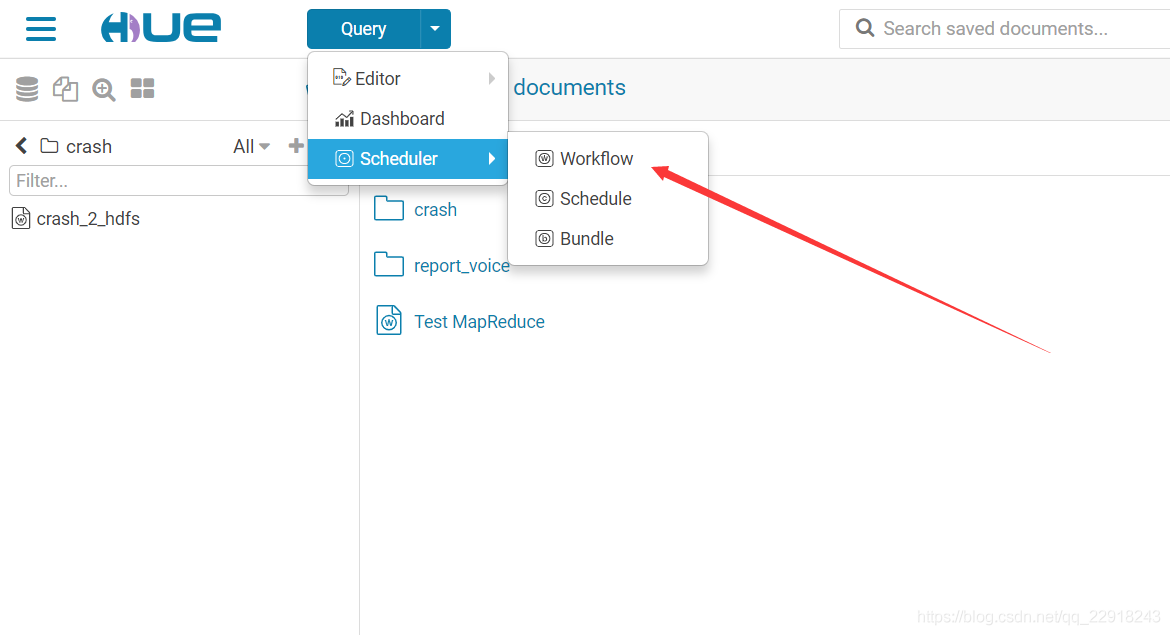 HUE
Query
Search saved documents...
Editor
documents
Dashboard
crash
All
Scheduler
Workflow
Filter...
Schedule
crash_2_hdfs
crash
Bundle
report_voice
Test MapReduce
https://blog.csdn.net/qq_22918243